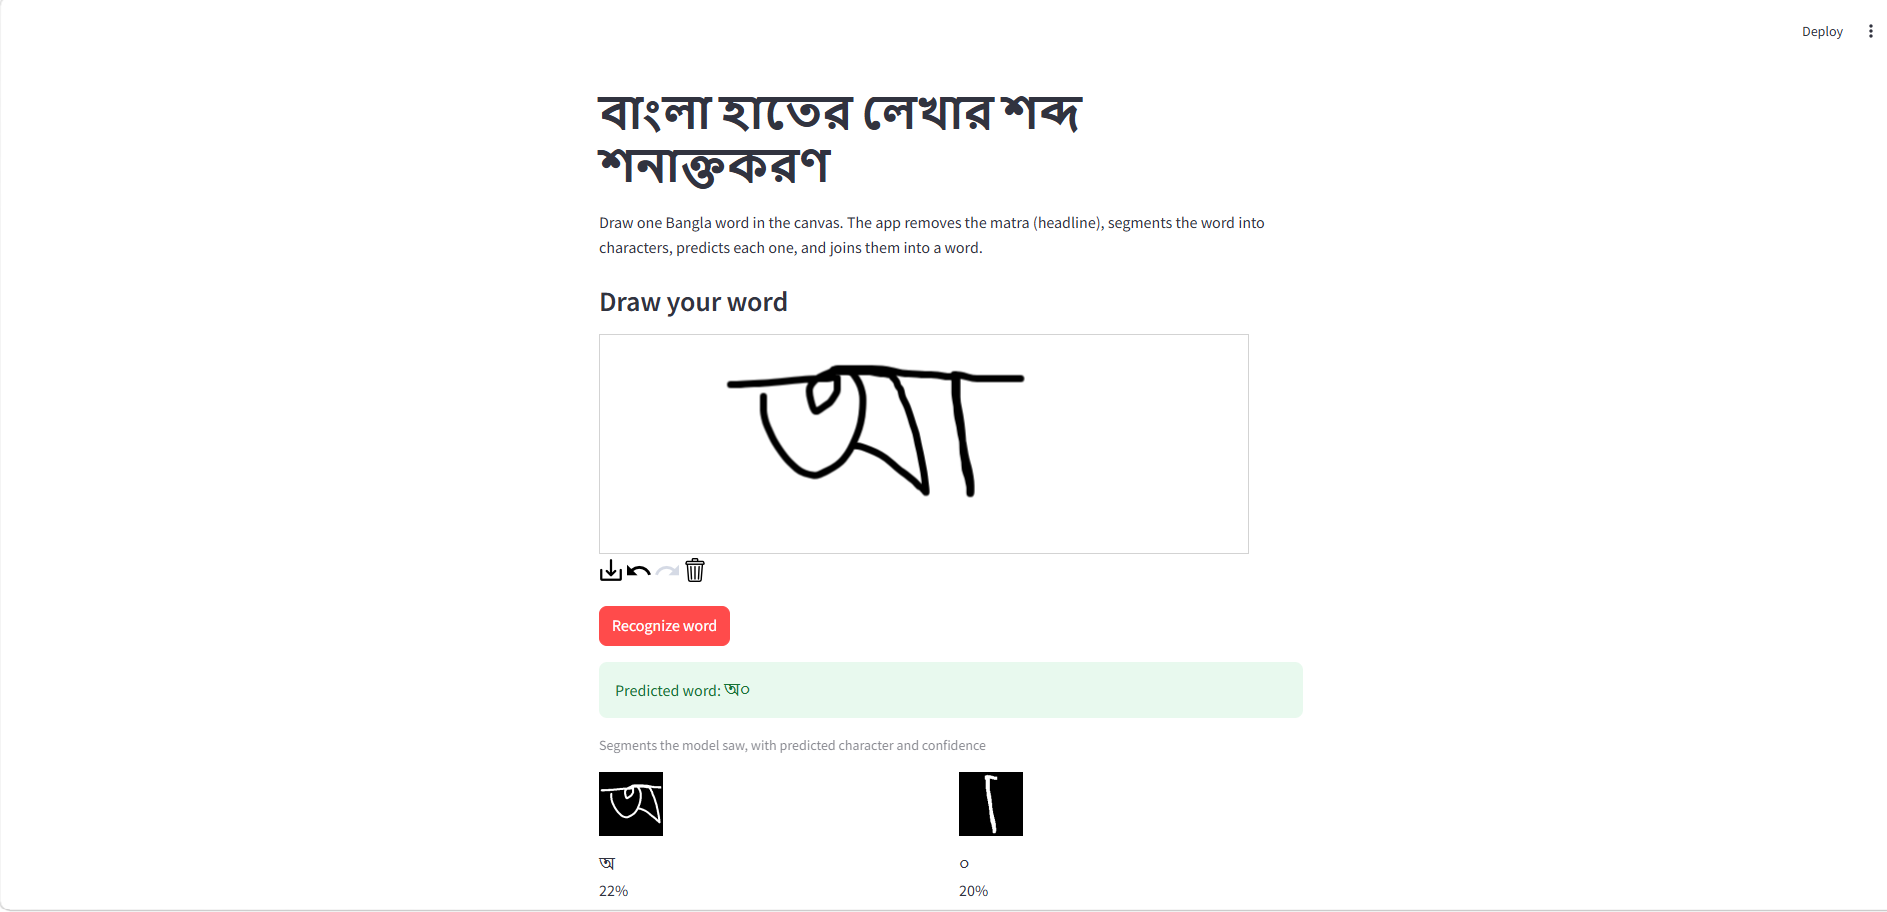 Deploy
বাংলা হাতের লেখার শব্দ
শনাক্তকরণ
Draw one Bangla word in the canvas. The app removes the matra (headline), segments the word into
characters, predicts each one, and joins them into a word.
Draw your word
আ
Recognize word
Predicted word: অ০
Segments the model saw, with predicted character and confidence
অ া
অ ০
22% 20%